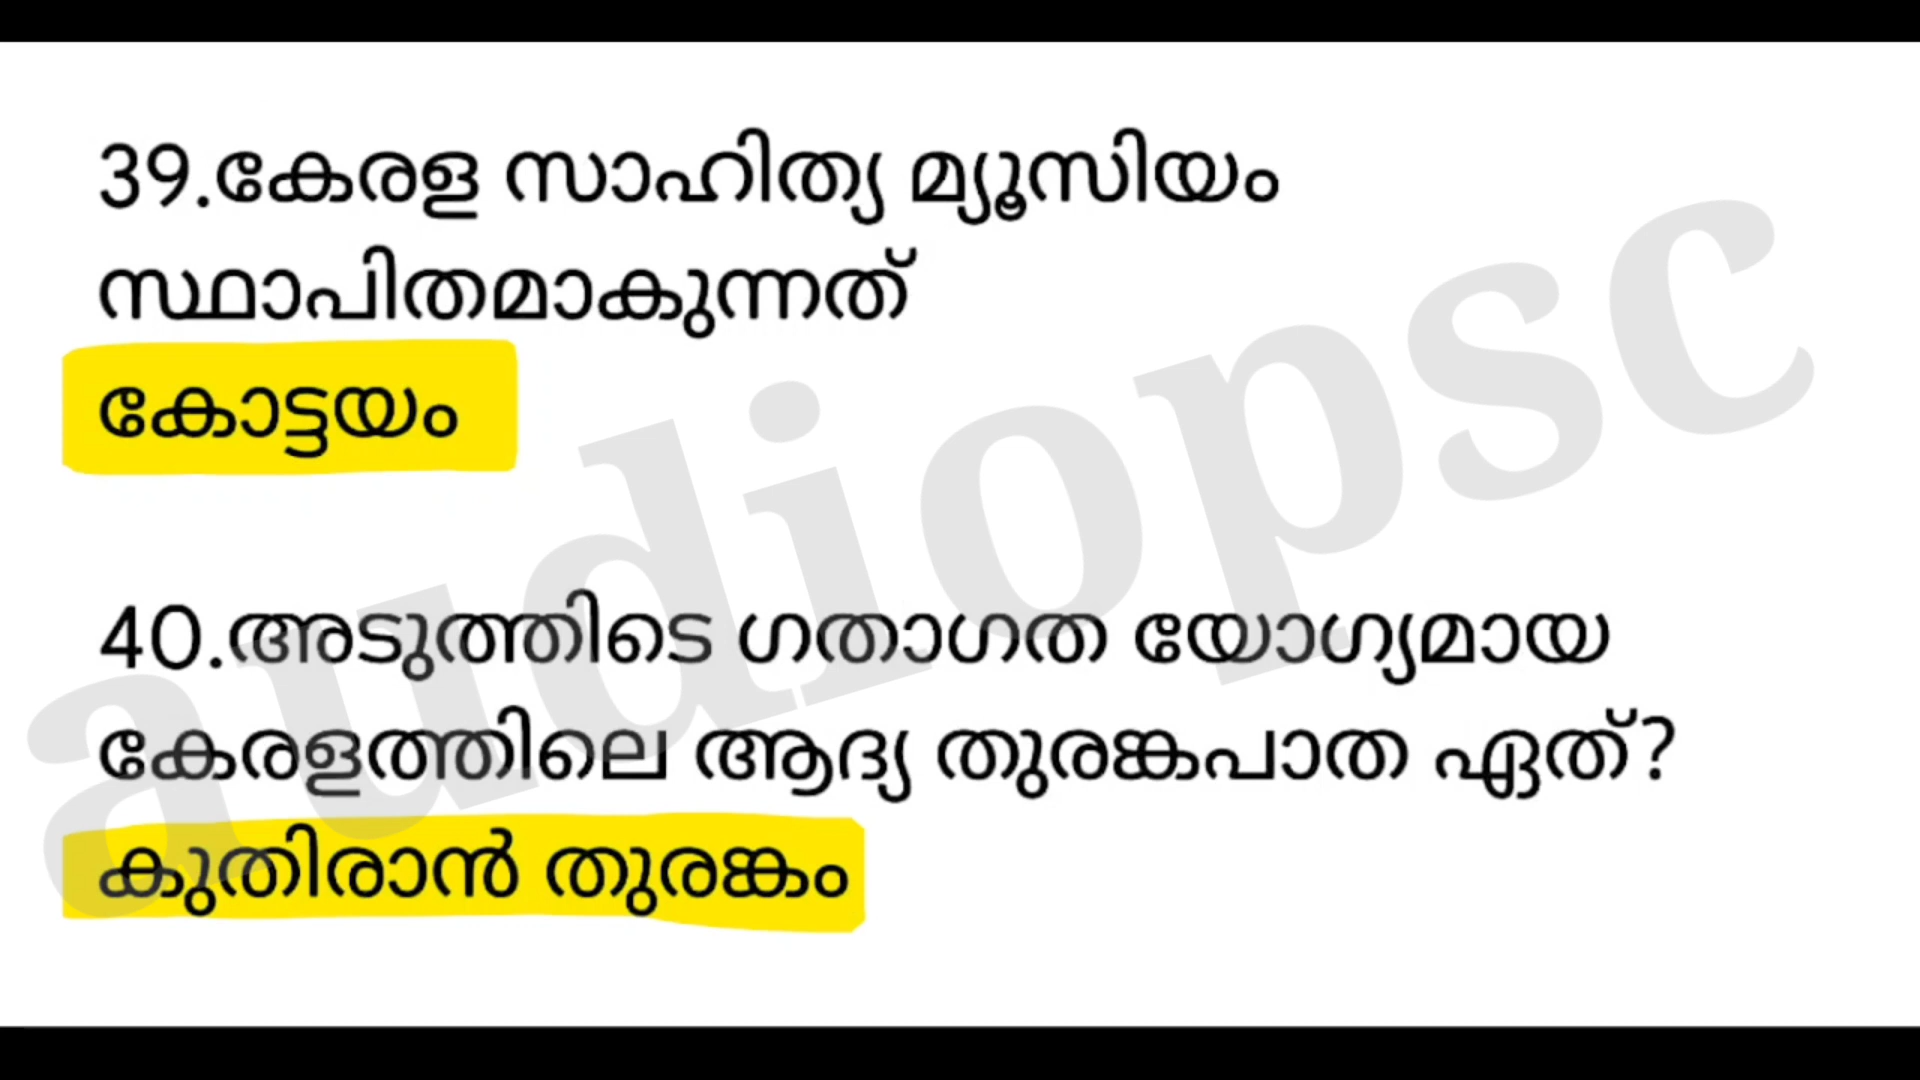 39.കേരള സാഹിത്യ മ്യൂസിയം
സ്ഥാപിതമാകുന്നത്
കോട്ടയം
40.അടുത്തിടെ ഗതാഗത യോഗ്യമായ
കേരളത്തിലെ ആദ്യ തുരങ്കപാത ഏത്?
കുതിരാൻ തുരങ്കം
audiopsc